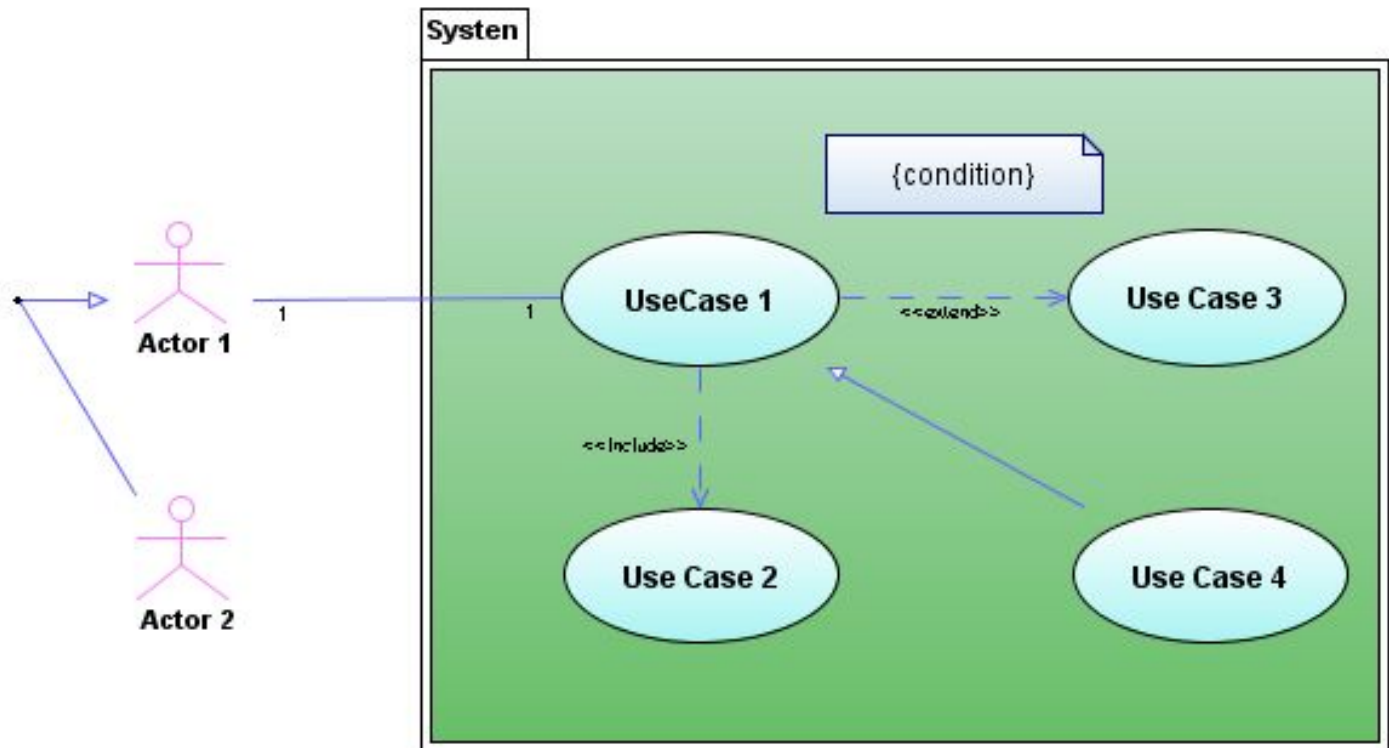 Systen
{condition}
UseCase 1
Use Case 3
<<extend>>
1
1
Actor 1
<<Include>>
Use Case 2
Use Case 4
Actor 2